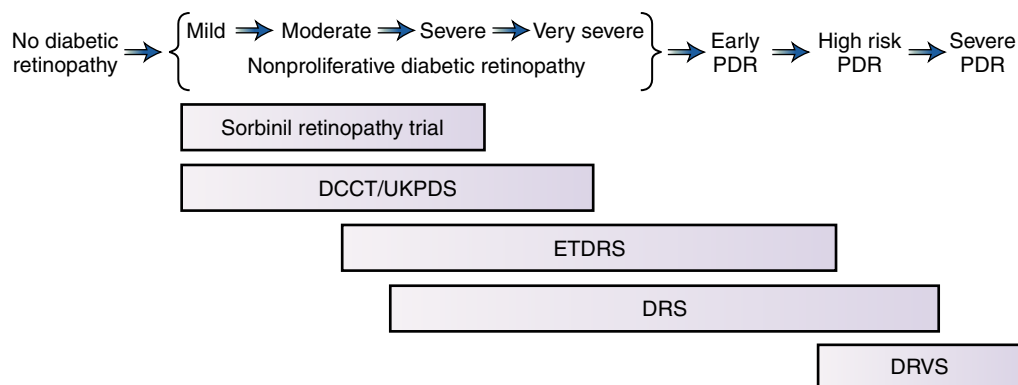 No diabetic retinopathy
Mild Moderate Severe Very severe
Nonproliferative diabetic retinopathy
Early PDR
High risk PDR
Severe PDR
Sorbinil retinopathy trial
DCCT/UKPDS
ETDRS
DRS
DRVS